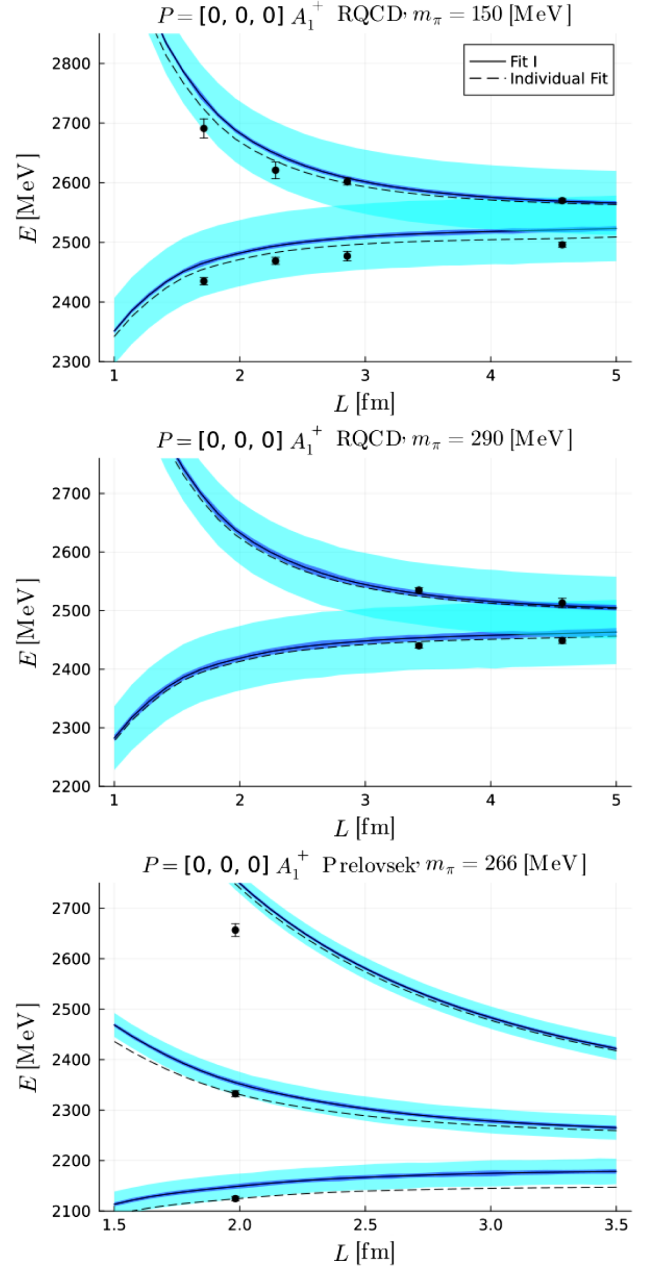 P = [0, 0, 0] A₁⁺ RQCD, mπ = 150 [MeV]
Fit I
Individual Fit
2800
2700
2600
2500
2400
2300
E [MeV]
1 2 3 4 5
L [fm]
P = [0, 0, 0] A₁⁺ RQCD, mπ = 290 [MeV]
2700
2600
2500
2400
2300
2200
E [MeV]
1 2 3 4 5
L [fm]
P = [0, 0, 0] A₁⁺ Prelovsek, mπ = 266 [MeV]
2700
2600
2500
2400
2300
2200
2100
E [MeV]
1.5 2.0 2.5 3.0 3.5
L [fm]